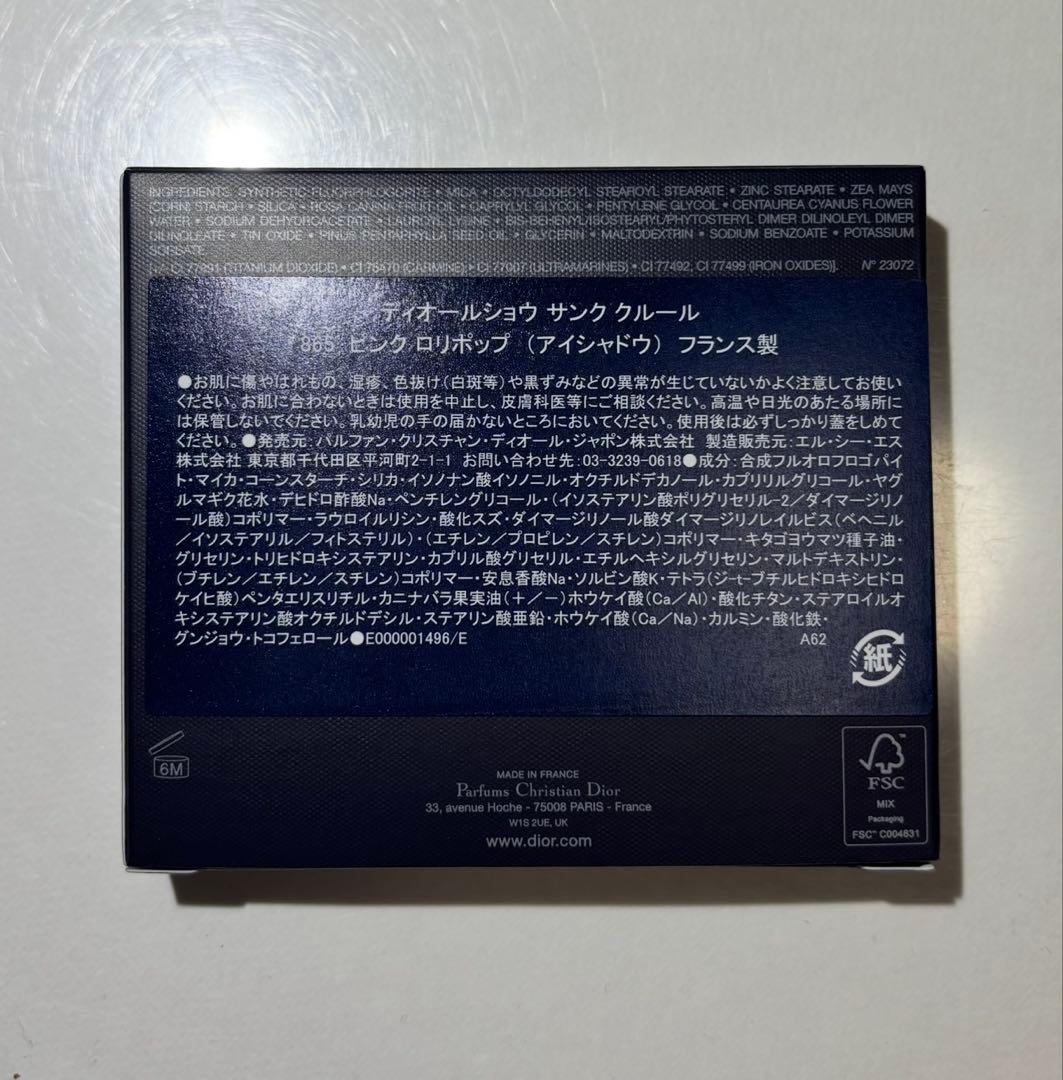 INGREDIENTS: SYNTHETIC FLUORPHLOGOPITE • MICA • OCTYLDODECYL STEAROYL STEARATE • ZINC STEARATE • ZEA MAYS
(CORN) STARCH • SILICA • ROSA CANINA FRUIT OIL • CAPRYLYL GLYCOL • PENTYLENE GLYCOL • CENTAUREA CYANUS FLOWER
WATER • SODIUM DEHYDROACETATE • LAUROYL LYSINE • BIS-BEHENYL/ISOSTEARYL/PHYTOSTERYL DIMER DILINOLEYL DIMER
DILINOLEATE • TIN OXIDE • PINUS PENTAPHYLLA SEED OIL • GLYCERIN • MALTODEXTRIN • SODIUM BENZOATE • POTASSIUM
SORBATE
CI 77891 (TITANIUM DIOXIDE) • CI 75470 (CARMINE) • CI 77007 (ULTRAMARINES) • CI 77492, CI 77499 (IRON OXIDES)]. N° 23072
ディオールショウ サンク クルール
865 ピンク ロリポップ （アイシャドウ） フランス製
●お肌に傷やはれもの、湿疹、色抜け（白斑等）や黒ずみなどの異常が生じていないかよく注意してお使い
ください。お肌に合わないときは使用を中止し、皮膚科医等にご相談ください。高温や日光のあたる場所に
は保管しないでください。乳幼児の手の届かないところにおいてください。使用後は必ずしっかり蓋をしめて
ください。●発売元：パルファン・クリスチャン・ディオール・ジャポン株式会社 製造販売元：エル・シー・エス
株式会社 東京都千代田区平河町2-1-1 お問い合わせ先：03-3239-0618●成分：合成フルオロフロゴパイ
ト・マイカ・コーンスターチ・シリカ・イソノナン酸イソノニル・オクチルドデカノール・カプリリルグリコール・ヤグ
ルマギク花水・デヒドロ酢酸Na・ペンチレングリコール・（イソステアリン酸ポリグリセリル-2／ダイマージリノ
ール酸）コポリマー・ラウロイルリシン・酸化スズ・ダイマージリノール酸ダイマージリノレイルビス（ベヘニル
／イソステアリル／フィトステリル）・（エチレン／プロピレン／スチレン）コポリマー・キタゴヨウマツ種子油・
グリセリン・トリヒドロキシステアリン・カプリル酸グリセリル・エチルヘキシルグリセリン・マルトデキストリン・
（ブチレン／エチレン／スチレン）コポリマー・安息香酸Na・ソルビン酸K・テトラ（ジ-t-ブチルヒドロキシヒドロ
ケイヒ酸）ペンタエリスリチル・カニナバラ果実油（＋／－）ホウケイ酸（Ca／Al）・酸化チタン・ステアロイルオ
キシステアリン酸オクチルドデシル・ステアリン酸亜鉛・ホウケイ酸（Ca／Na）・カルミン・酸化鉄・
グンジョウ・トコフェロール●E000001496/E A62
紙
6M
MADE IN FRANCE
Parfums Christian Dior
33, avenue Hoche - 75008 PARIS - France
W1S 2UE, UK
www.dior.com
FSC
MIX
Packaging
FSC™ C004831